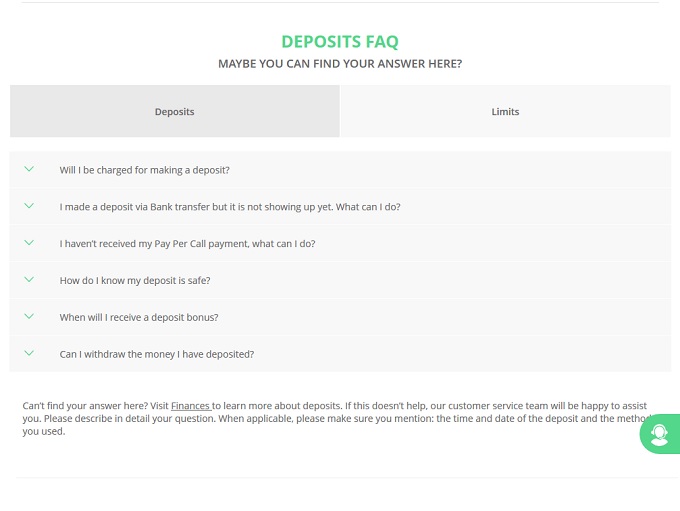 DEPOSITS FAQ
MAYBE YOU CAN FIND YOUR ANSWER HERE?
Deposits
Limits
Will I be charged for making a deposit?
I made a deposit via Bank transfer but it is not showing up yet. What can I do?
I haven't received my Pay Per Call payment, what can I do?
How do I know my deposit is safe?
When will I receive a deposit bonus?
Can I withdraw the money I have deposited?
Can't find your answer here? Visit Finances to learn more about deposits. If this doesn't help, our customer service team will be happy to assist
you. Please describe in detail your question. When applicable, please make sure you mention: the time and date of the deposit and the method
you used.